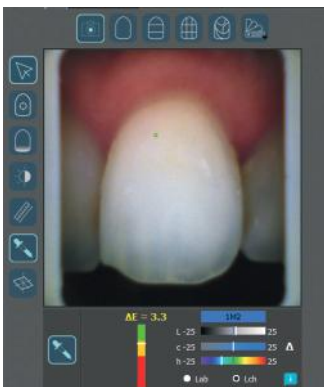 ΔE = 3.3
1M2
L -25 25
c -25 25 Δ
h -25 25
Lab Lch
i